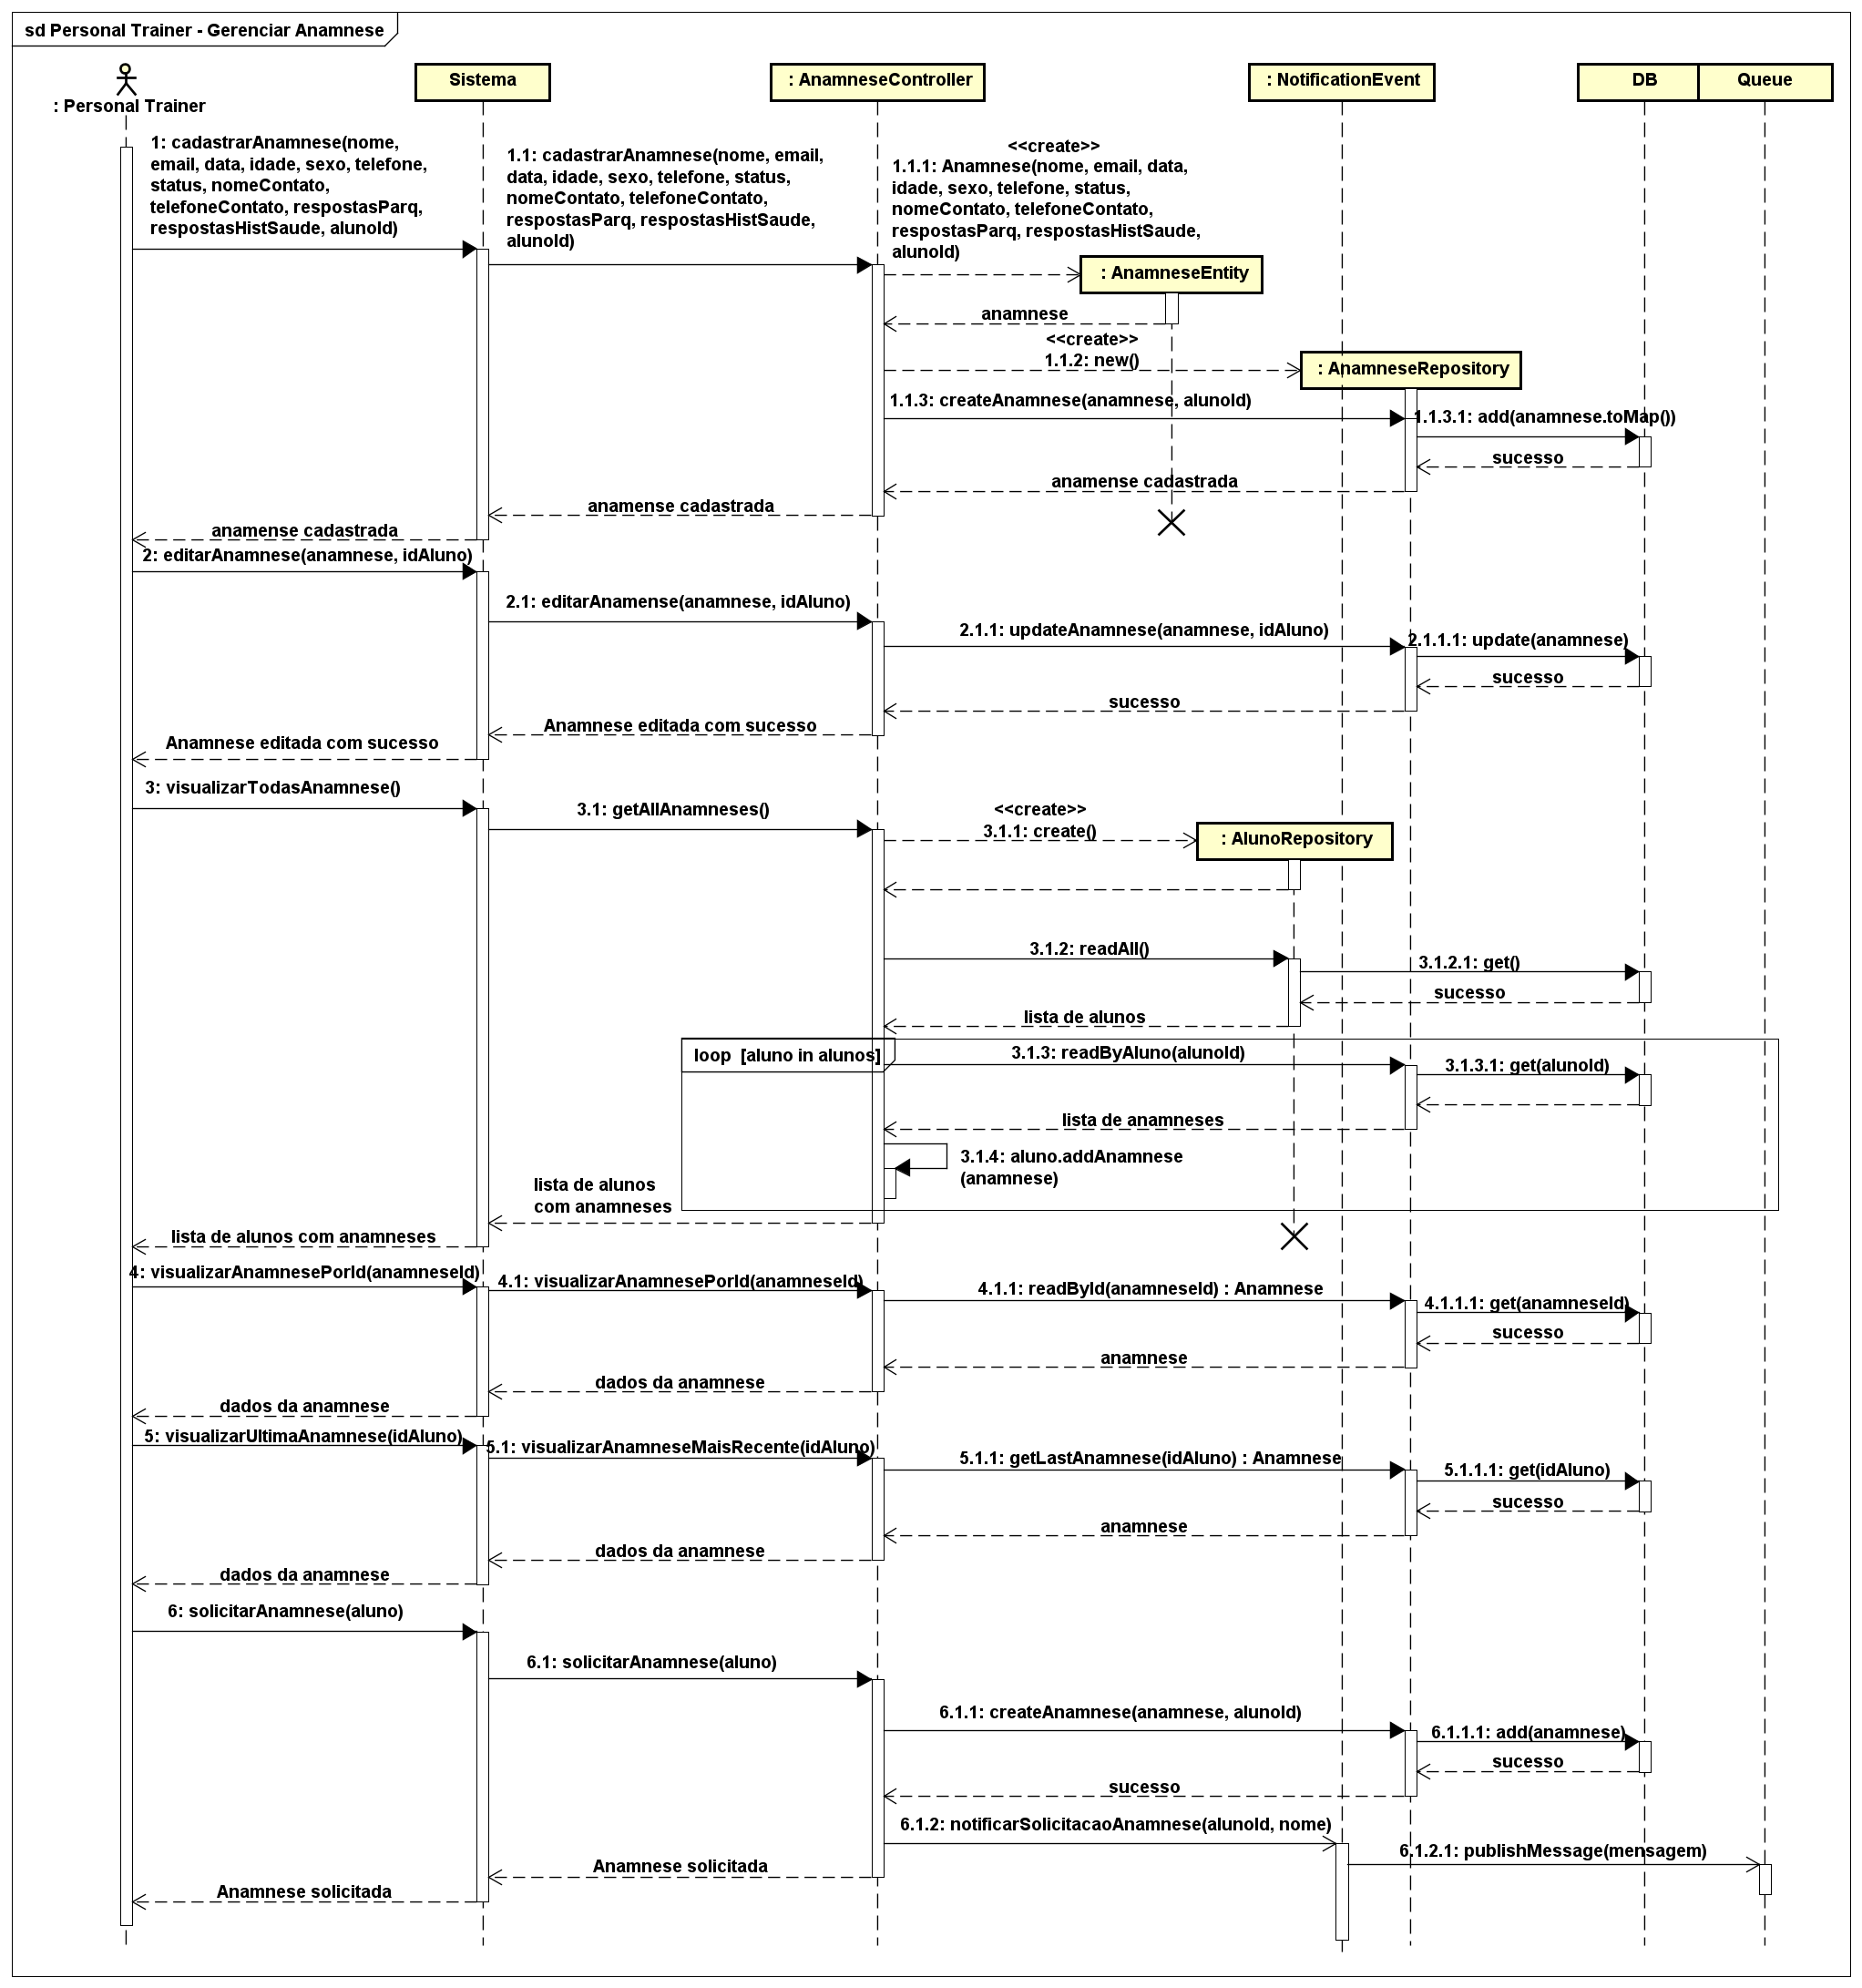 sd Personal Trainer - Gerenciar Anamnese
: Personal Trainer
Sistema
: AnamneseController
: NotificationEvent
DB
Queue
1: cadastrarAnamnese(nome,
email, data, idade, sexo, telefone,
status, nomeContato,
telefoneContato, respostasParq,
respostasHistSaude, alunoId)
1.1: cadastrarAnamnese(nome, email,
data, idade, sexo, telefone, status,
nomeContato, telefoneContato,
respostasParq, respostasHistSaude,
alunoId)
<<create>>
1.1.1: Anamnese(nome, email, data,
idade, sexo, telefone, status,
nomeContato, telefoneContato,
respostasParq, respostasHistSaude,
alunoId)
: AnamneseEntity
anamnese
<<create>>
1.1.2: new()
: AnamneseRepository
1.1.3: createAnamnese(anamnese, alunoId)
1.1.3.1: add(anamnese.toMap())
sucesso
anamense cadastrada
anamense cadastrada
anamense cadastrada
2: editarAnamnese(anamnese, idAluno)
2.1: editarAnamense(anamnese, idAluno)
2.1.1: updateAnamnese(anamnese, idAluno)
2.1.1.1: update(anamnese)
sucesso
sucesso
Anamnese editada com sucesso
Anamnese editada com sucesso
3: visualizarTodasAnamnese()
3.1: getAllAnamneses()
<<create>>
3.1.1: create()
: AlunoRepository
3.1.2: readAll()
3.1.2.1: get()
sucesso
lista de alunos
loop [aluno in alunos]
3.1.3: readByAluno(alunoId)
3.1.3.1: get(alunoId)
lista de anamneses
3.1.4: aluno.addAnamnese
(anamnese)
lista de alunos
com anamneses
lista de alunos com anamneses
4: visualizarAnamnesePorId(anamneseId)
4.1: visualizarAnamnesePorId(anamneseId)
4.1.1: readById(anamneseId) : Anamnese
4.1.1.1: get(anamneseId)
sucesso
anamnese
dados da anamnese
dados da anamnese
5: visualizarUltimaAnamnese(idAluno)
5.1: visualizarAnamneseMaisRecente(idAluno)
5.1.1: getLastAnamnese(idAluno) : Anamnese
5.1.1.1: get(idAluno)
sucesso
anamnese
dados da anamnese
dados da anamnese
6: solicitarAnamnese(aluno)
6.1: solicitarAnamnese(aluno)
6.1.1: createAnamnese(anamnese, alunoId)
6.1.1.1: add(anamnese)
sucesso
sucesso
6.1.2: notificarSolicitacaoAnamnese(alunoId, nome)
6.1.2.1: publishMessage(mensagem)
Anamnese solicitada
Anamnese solicitada